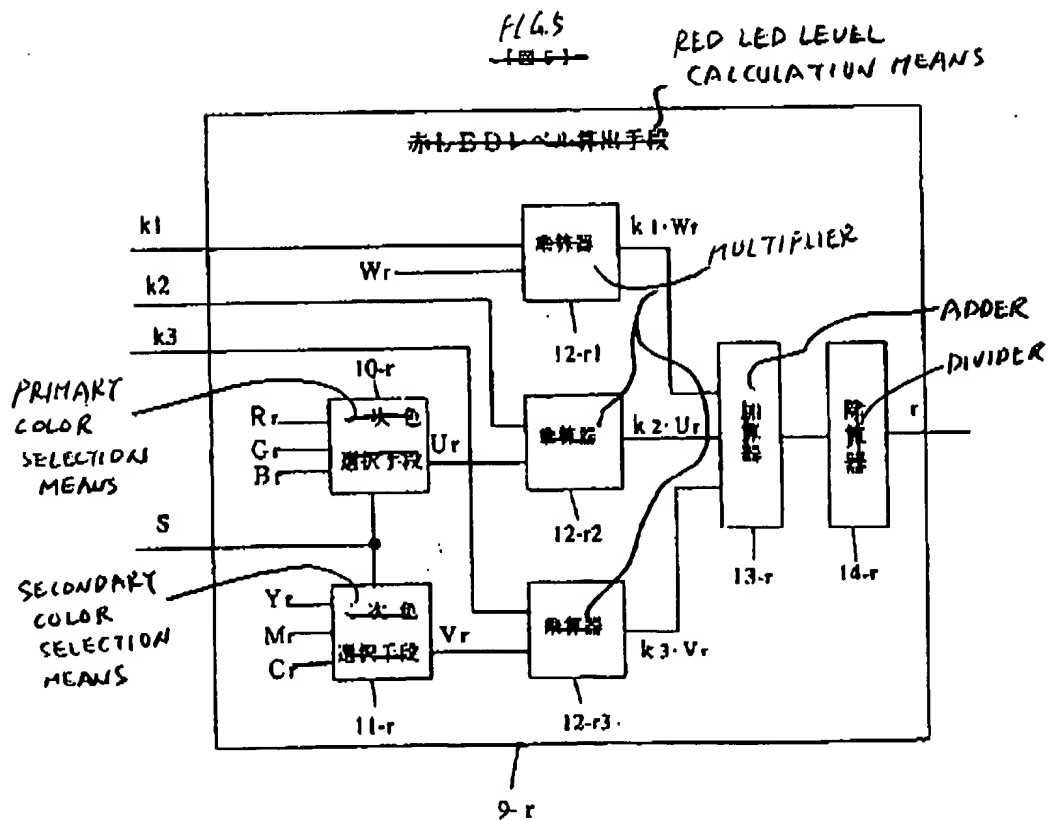 FIG.5
【図5】
RED LED LEVEL
CALCULATION MEANS
赤LEDレベル算出手段
k1
Wr
乗算器
k1·Wr
MULTIPLIER
k2
12-r1
k3
ADDER
DIVIDER
10-r
PRIMARY
COLOR
SELECTION
MEANS
Rr
Gr
Br
一次色
選択手段
Ur
乗算器
k2·Ur
加算器
除算器
r
12-r2
13-r
14-r
S
SECONDARY
COLOR
SELECTION
MEANS
Yr
Mr
Cr
二次色
選択手段
Vr
乗算器
k3·Vr
11-r
12-r3
9-r